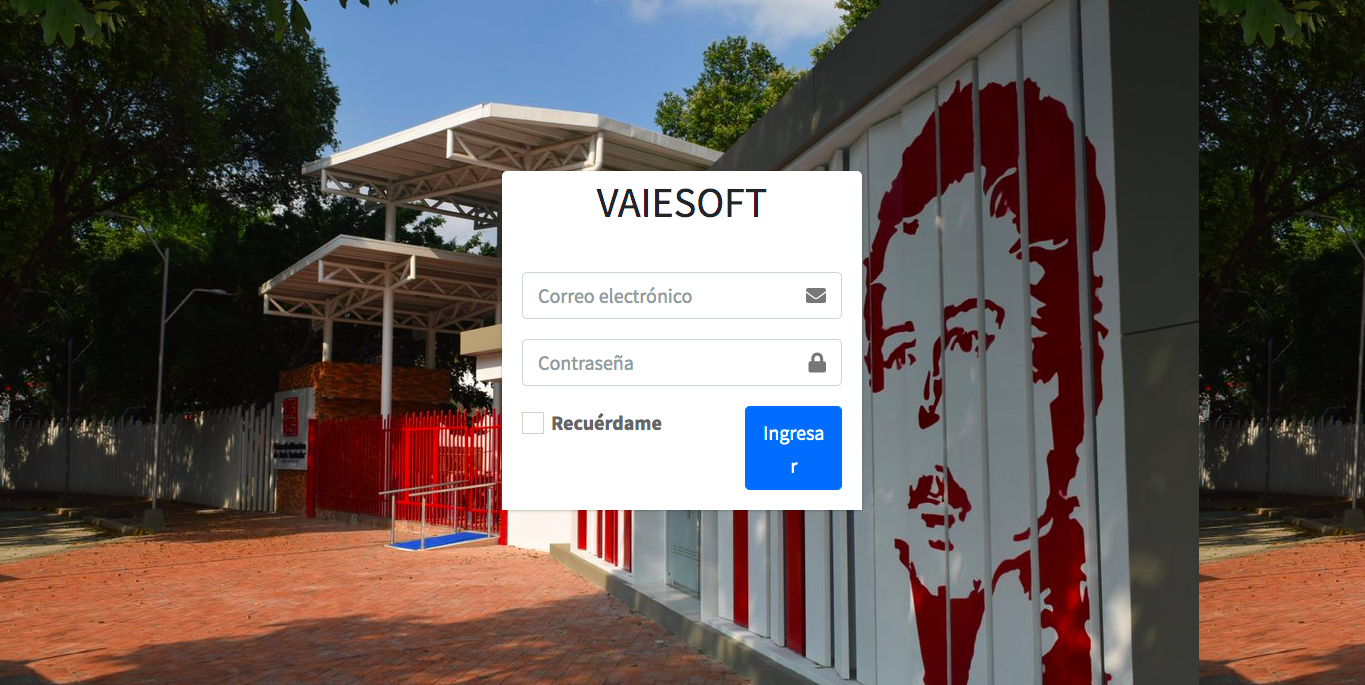 VAIESOFT
Correo electrónico
Contraseña
Recuérdame
Ingresa
r